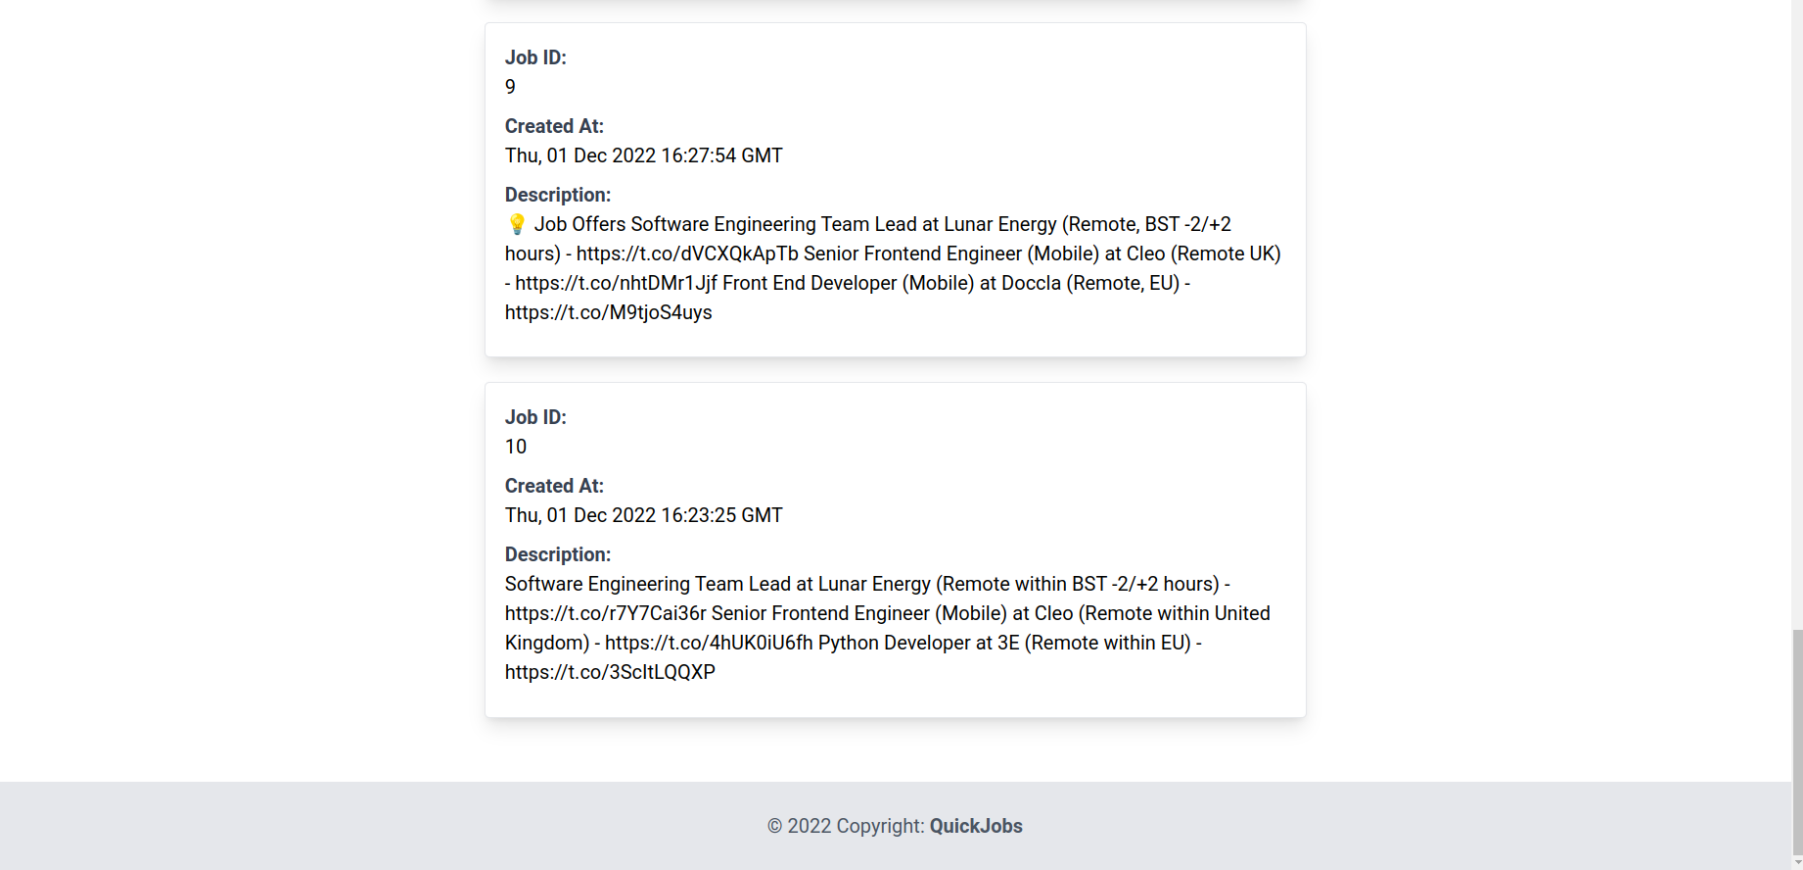 Job ID:
9
Created At:
Thu, 01 Dec 2022 16:27:54 GMT
Description:
💡 Job Offers Software Engineering Team Lead at Lunar Energy (Remote, BST -2/+2
hours) - https://t.co/dVCXQkApTb Senior Frontend Engineer (Mobile) at Cleo (Remote UK)
- https://t.co/nhtDMr1Jjf Front End Developer (Mobile) at Doccla (Remote, EU) -
https://t.co/M9tjoS4uys
Job ID:
10
Created At:
Thu, 01 Dec 2022 16:23:25 GMT
Description:
Software Engineering Team Lead at Lunar Energy (Remote within BST -2/+2 hours) -
https://t.co/r7Y7Cai36r Senior Frontend Engineer (Mobile) at Cleo (Remote within United
Kingdom) - https://t.co/4hUK0iU6fh Python Developer at 3E (Remote within EU) -
https://t.co/3ScItLQQXP
© 2022 Copyright: QuickJobs